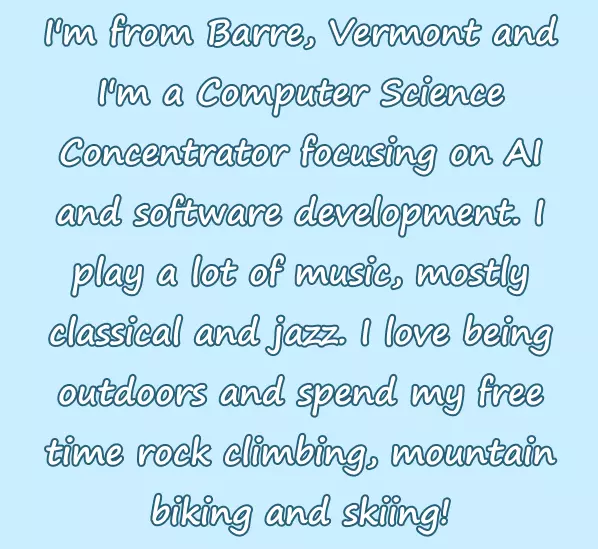 I'm from Barre, Vermont and
I'm a Computer Science
Concentrator focusing on AI
and software development. I
play a lot of music, mostly
classical and jazz. I love being
outdoors and spend my free
time rock climbing, mountain
biking and skiing!